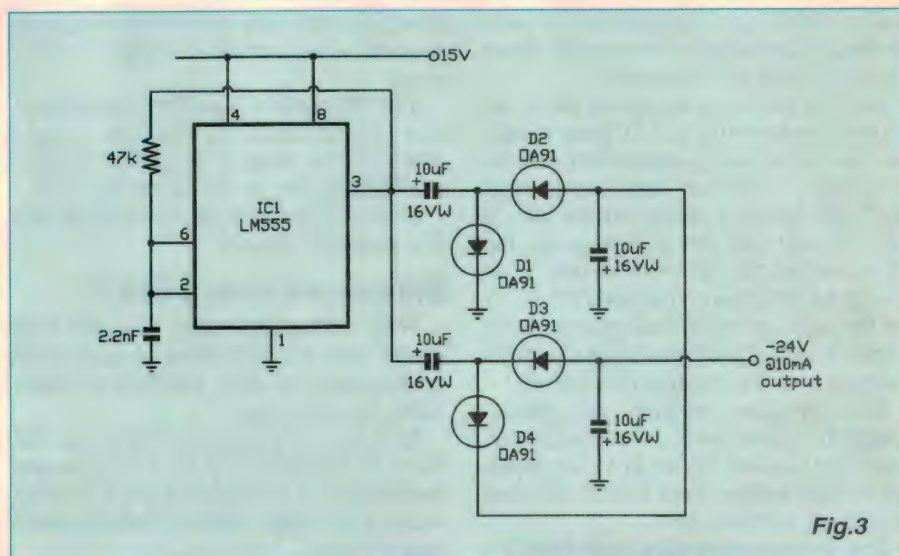 15V
4
8
47k
3
IC1
LM555
6
2
2.2nF
1
10uF
+
16VW
D2
OA91
D1
OA91
10uF
+ 16VW
D3
OA91
10uF
+
16VW
D4
OA91
10uF
+ 16VW
-24V
@10mA
output
Fig.3